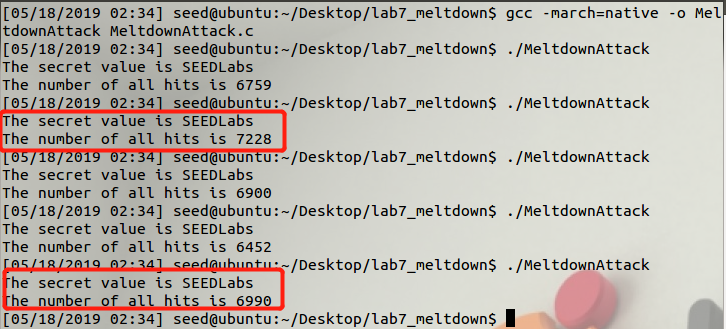 [05/18/2019 02:34] seed@ubuntu:~/Desktop/lab7_meltdown$ gcc -march=native -o Mel
tdownAttack MeltdownAttack.c
[05/18/2019 02:34] seed@ubuntu:~/Desktop/lab7_meltdown$ ./MeltdownAttack
The secret value is SEEDLabs
The number of all hits is 6759
[05/18/2019 02:34] seed@ubuntu:~/Desktop/lab7_meltdown$ ./MeltdownAttack
The secret value is SEEDLabs
The number of all hits is 7228
[05/18/2019 02:34] seed@ubuntu:~/Desktop/lab7_meltdown$ ./MeltdownAttack
The secret value is SEEDLabs
The number of all hits is 6900
[05/18/2019 02:34] seed@ubuntu:~/Desktop/lab7_meltdown$ ./MeltdownAttack
The secret value is SEEDLabs
The number of all hits is 6452
[05/18/2019 02:34] seed@ubuntu:~/Desktop/lab7_meltdown$ ./MeltdownAttack
The secret value is SEEDLabs
The number of all hits is 6990
[05/18/2019 02:34] seed@ubuntu:~/Desktop/lab7_meltdown$